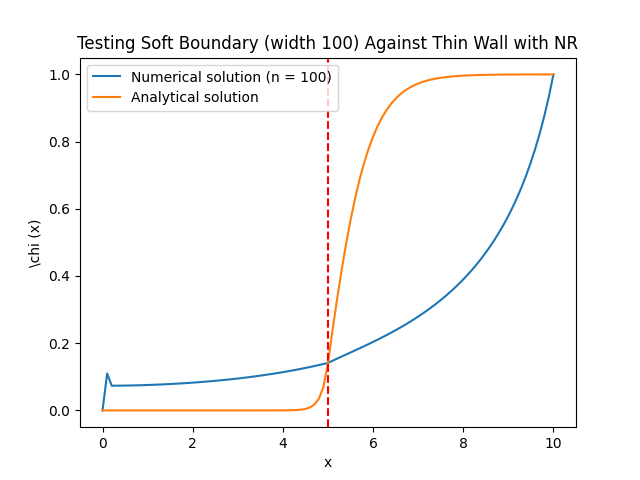 Testing Soft Boundary (width 100) Against Thin Wall with NR
Numerical solution (n = 100)
Analytical solution
1.0
0.8
0.6
0.4
0.2
0.0
\chi (x)
0 2 4 6 8 10
x